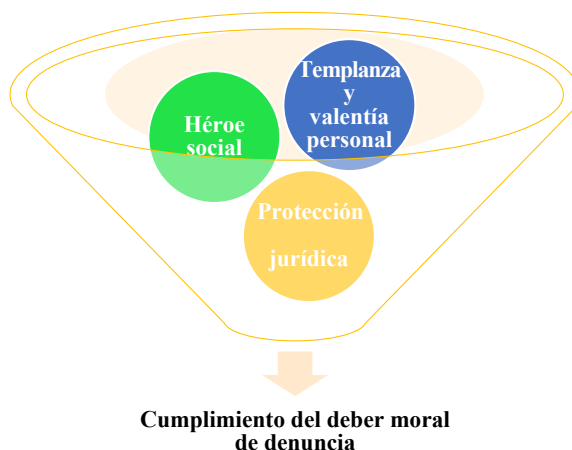 Héroe
social
Templanza
y
valentía
personal
Protección
jurídica
Cumplimiento del deber moral
de denuncia